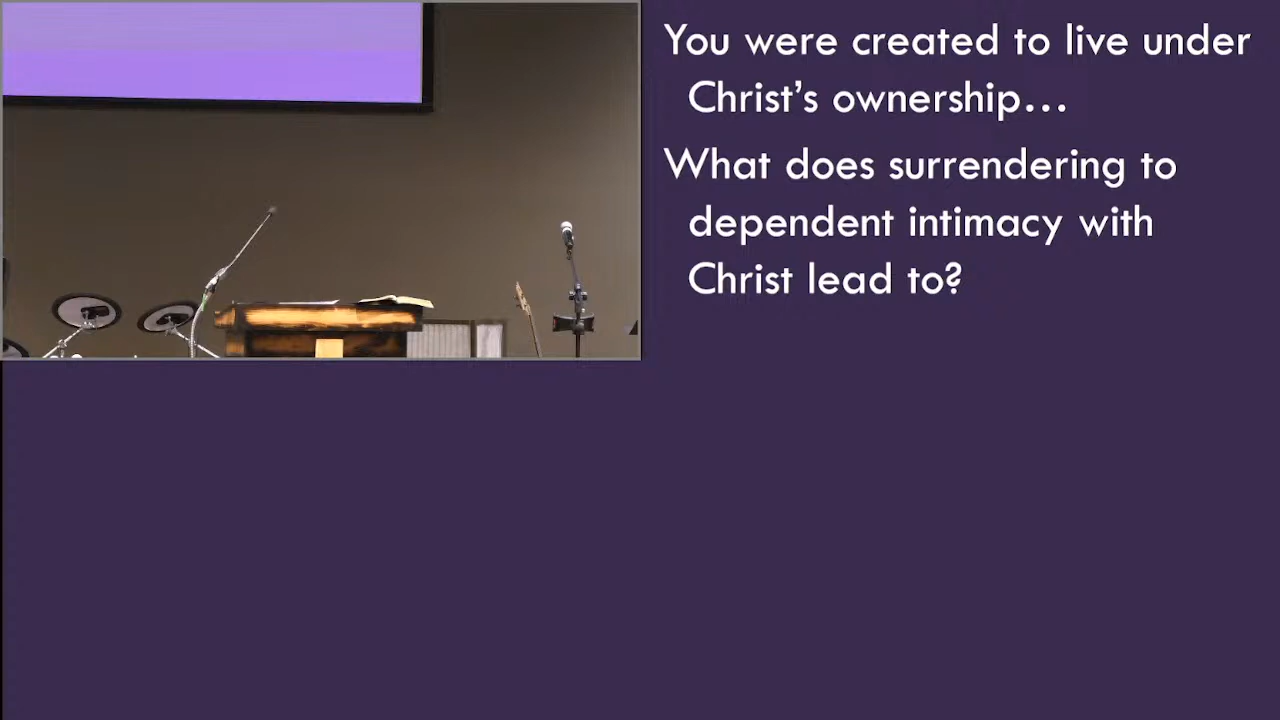 You were created to live under
Christ’s ownership…
What does surrendering to
dependent intimacy with
Christ lead to?